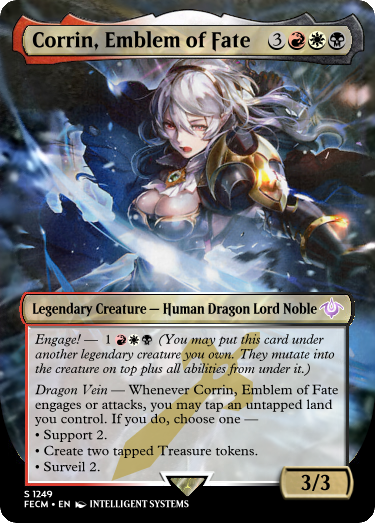 Corrin, Emblem of Fate 3
Legendary Creature — Human Dragon Lord Noble
Engage! — 1 (You may put this card under
another legendary creature you own. They mutate into
the creature on top plus all abilities from under it.)
Dragon Vein — Whenever Corrin, Emblem of Fate
engages or attacks, you may tap an untapped land
you control. If you do, choose one —
• Support 2.
• Create two tapped Treasure tokens.
• Surveil 2.
3/3
S 1249
FECM • EN INTELLIGENT SYSTEMS